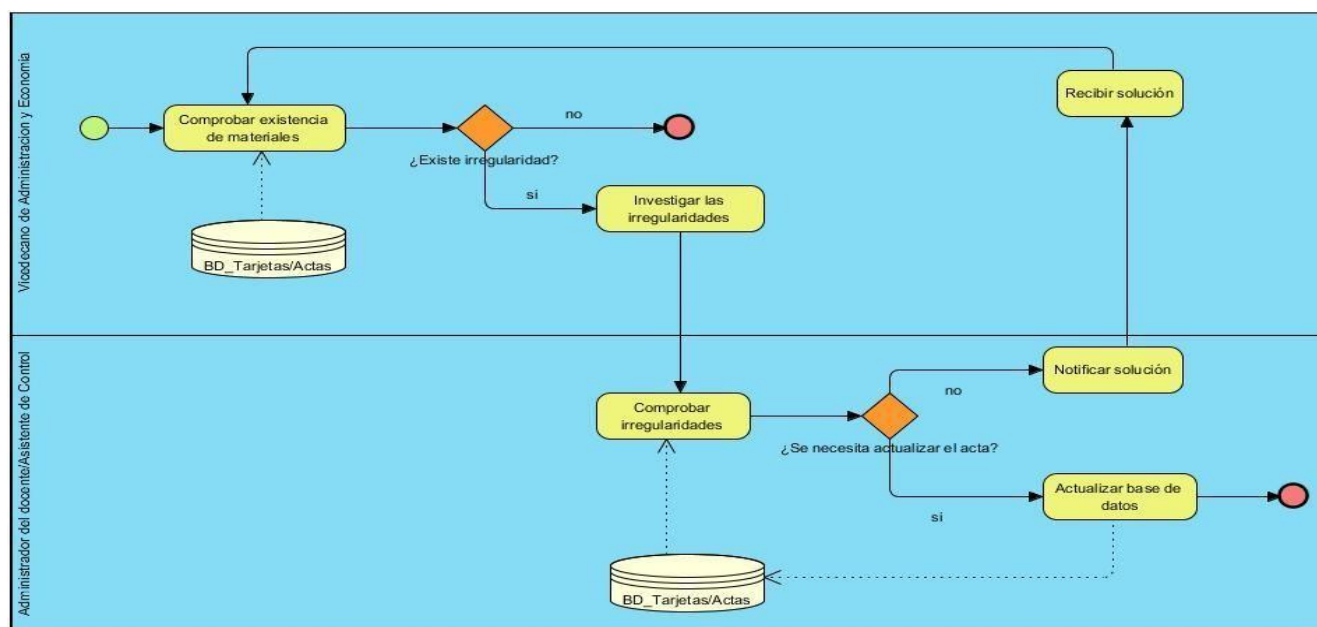 Vicedecano de Administracion y Economía
Recibir solución
Comprobar existencia
de materiales
no
¿Existe irregularidad?
si
Investigar las
irregularidades
BD_Tarjetas/Actas
Administrador del docente/Asistente de Control
Notificar solución
no
Comprobar
irregularidades
¿Se necesita actualizar el acta?
Actualizar base de
datos
si
BD_Tarjetas/Actas